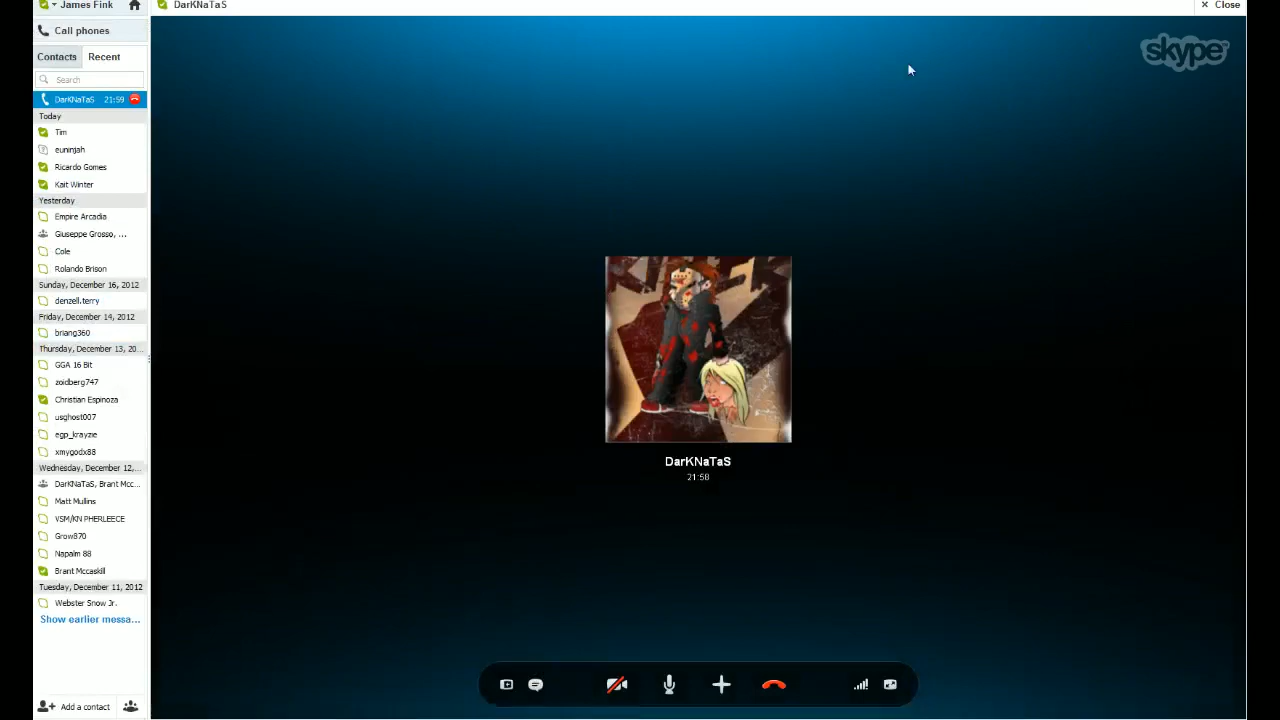 James Fink
DarKNaTaS
Close
Call phones
Contacts Recent
Search
DarKNaTaS 21:59
Today
Tim
euninjah
Ricardo Gomes
Kait Winter
Yesterday
Empire Arcadia
Giuseppe Grosso, ...
Cole
Rolando Brison
Sunday, December 16, 2012
denzell.terry
Friday, December 14, 2012
briang360
Thursday, December 13, 20...
GGA 16 Bit
zoidberg747
Christian Espinoza
usghost007
egp_krayzie
xmygodx88
Wednesday, December 12,...
DarKNaTaS, Brant Mcc...
Matt Mullins
VSM/KN PHERLEECE
Grow870
Napalm 88
Brant Mccaskill
Tuesday, December 11, 2012
Webster Snow Jr.
Show earlier messa...
Add a contact
skype
DarKNaTaS
21:58